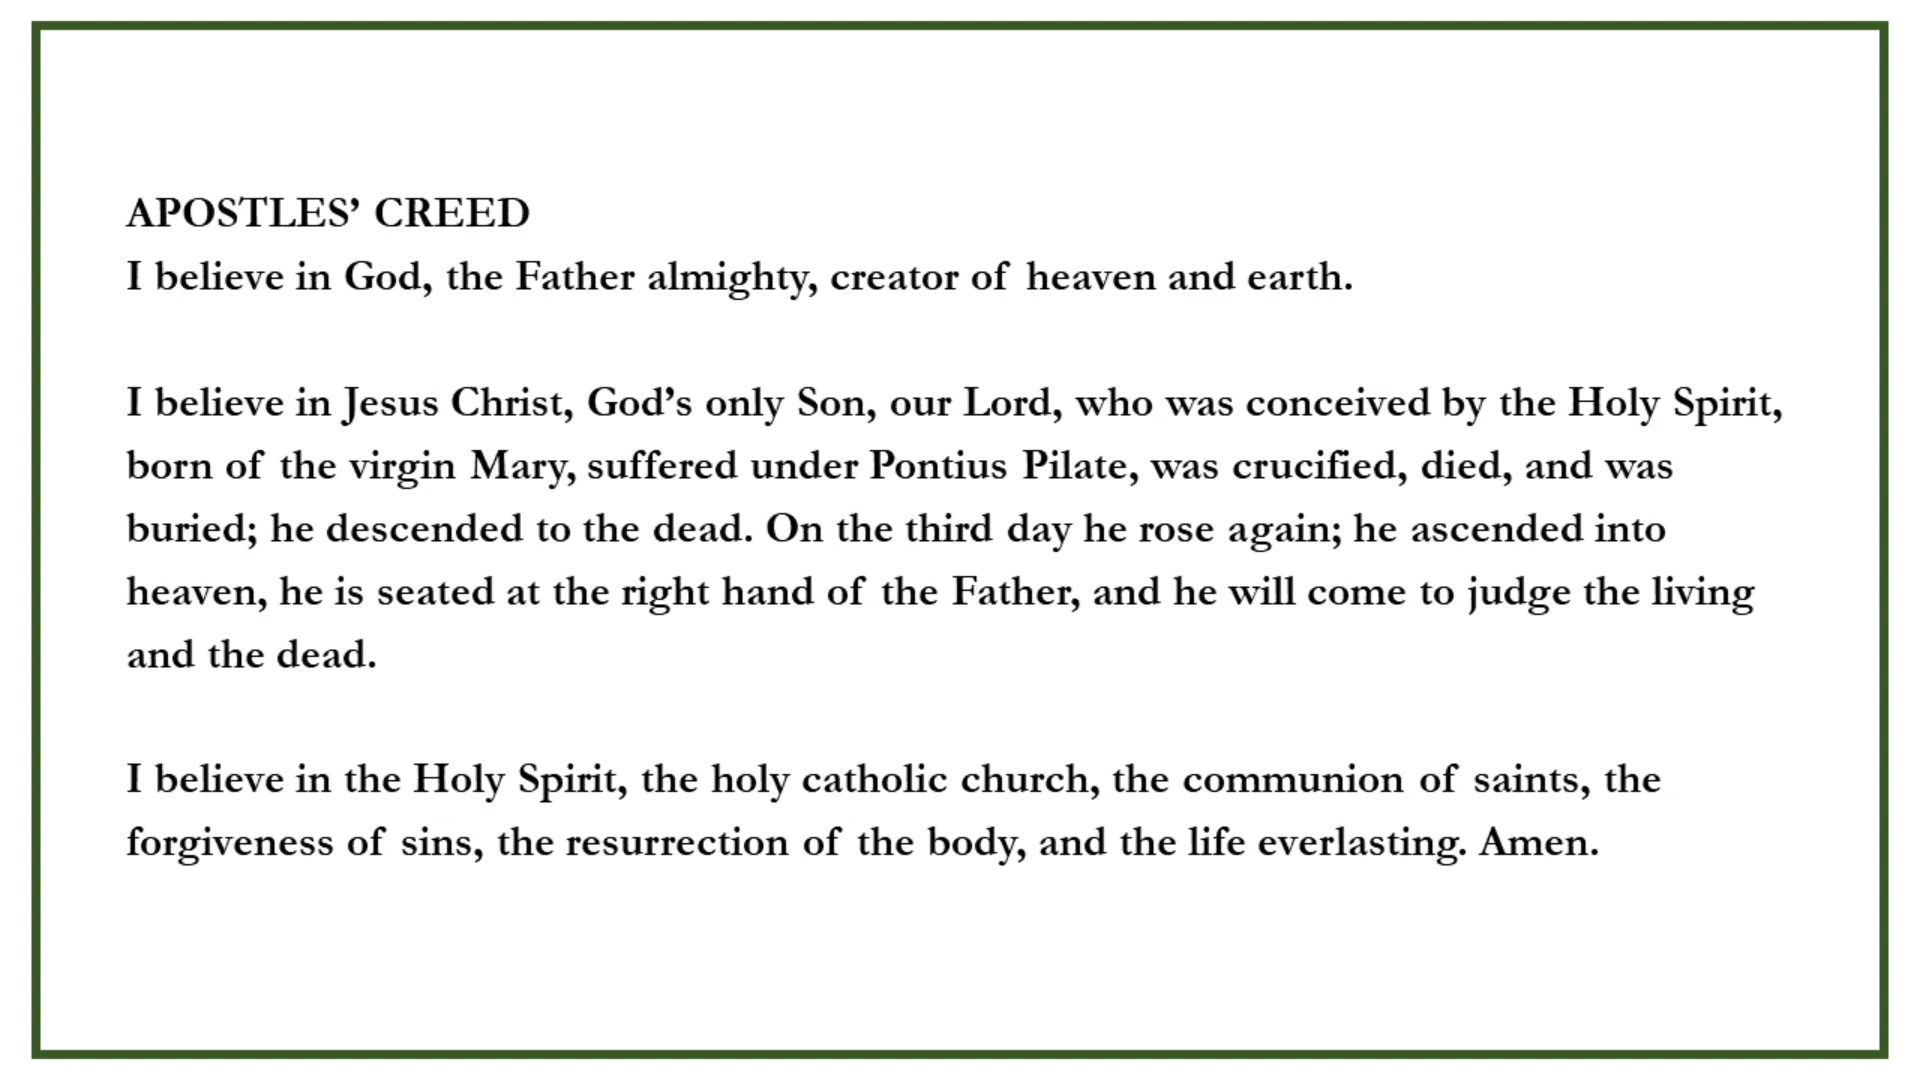 APOSTLES’ CREED
I believe in God, the Father almighty, creator of heaven and earth.
I believe in Jesus Christ, God’s only Son, our Lord, who was conceived by the Holy Spirit,
born of the virgin Mary, suffered under Pontius Pilate, was crucified, died, and was
buried; he descended to the dead. On the third day he rose again; he ascended into
heaven, he is seated at the right hand of the Father, and he will come to judge the living
and the dead.
I believe in the Holy Spirit, the holy catholic church, the communion of saints, the
forgiveness of sins, the resurrection of the body, and the life everlasting. Amen.